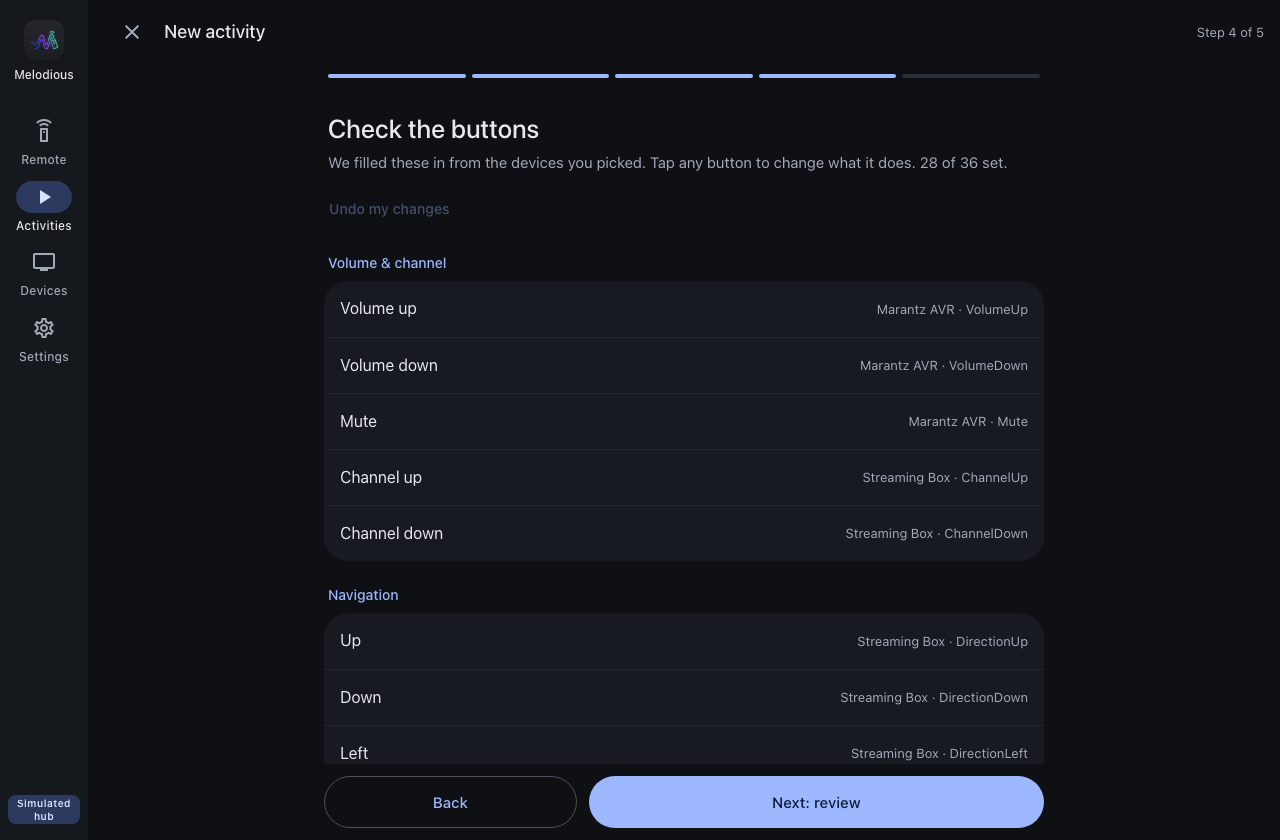 New activity
Step 4 of 5
Melodious
Remote
Activities
Devices
Settings
Simulated
hub
Check the buttons
We filled these in from the devices you picked. Tap any button to change what it does. 28 of 36 set.
Undo my changes
Volume & channel
Volume up
Marantz AVR · VolumeUp
Volume down
Marantz AVR · VolumeDown
Mute
Marantz AVR · Mute
Channel up
Streaming Box · ChannelUp
Channel down
Streaming Box · ChannelDown
Navigation
Up
Streaming Box · DirectionUp
Down
Streaming Box · DirectionDown
Left
Streaming Box · DirectionLeft
Back
Next: review